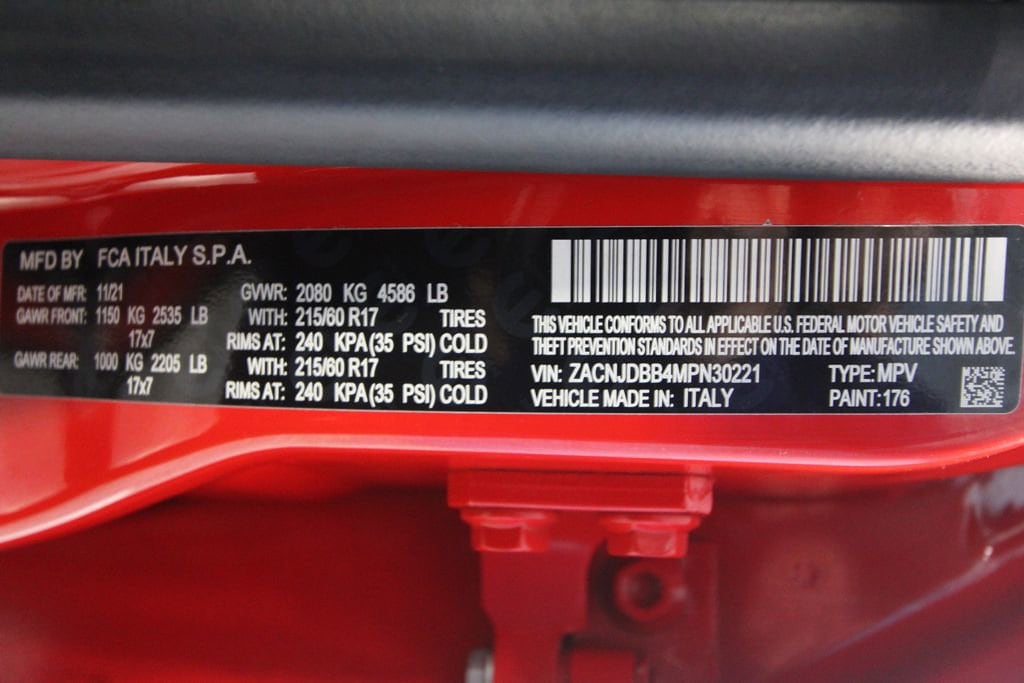 MFD BY FCA ITALY S.P.A.
DATE OF MFR: 11/21 GVWR: 2080 KG 4586 LB
GAWR FRONT: 1150 KG 2535 LB WITH: 215/60 R17 TIRES
17x7 RIMS AT: 240 KPA(35 PSI) COLD
GAWR REAR: 1000 KG 2205 LB WITH: 215/60 R17 TIRES
17x7 RIMS AT: 240 KPA(35 PSI) COLD
THIS VEHICLE CONFORMS TO ALL APPLICABLE U.S. FEDERAL MOTOR VEHICLE SAFETY AND
THEFT PREVENTION STANDARDS IN EFFECT ON THE DATE OF MANUFACTURE SHOWN ABOVE.
VIN: ZACNJDBB4MPN30221 TYPE: MPV
VEHICLE MADE IN: ITALY PAINT: 176